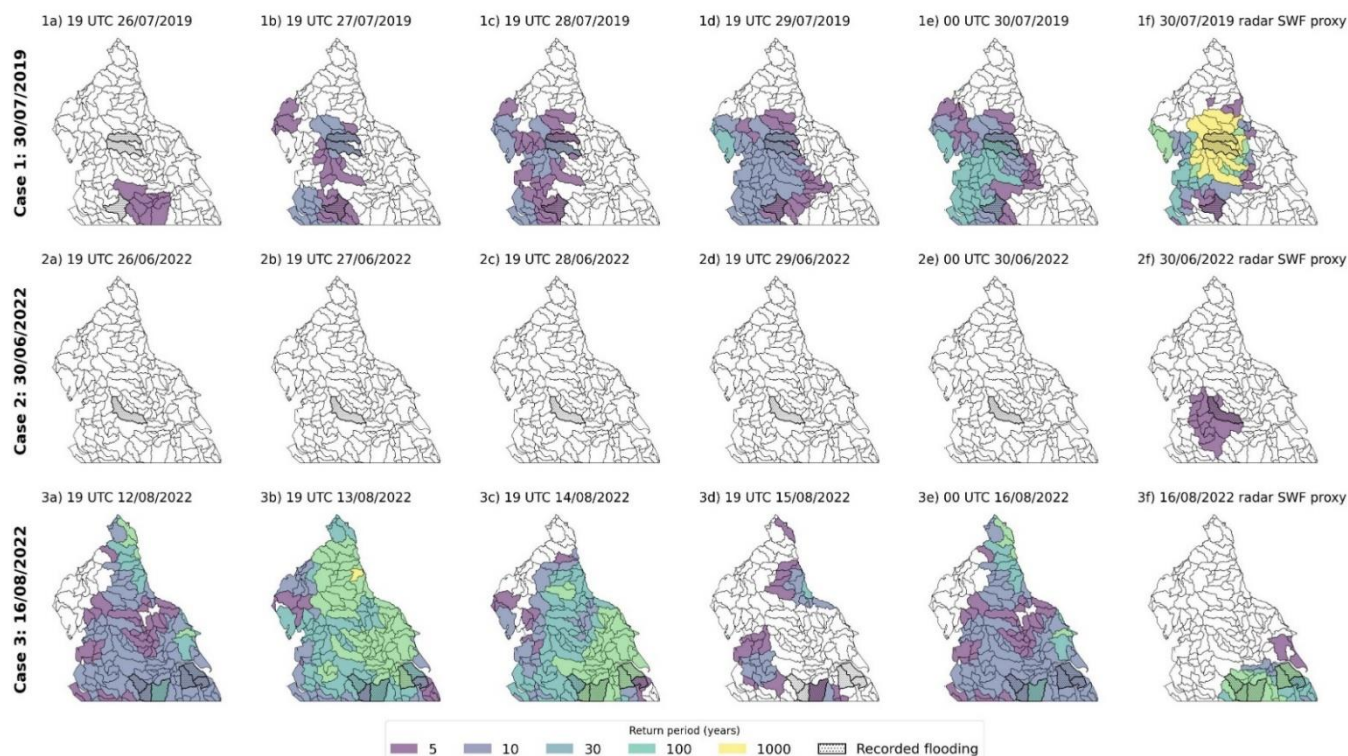 1a) 19 UTC 26/07/2019
1b) 19 UTC 27/07/2019
1c) 19 UTC 28/07/2019
1d) 19 UTC 29/07/2019
1e) 00 UTC 30/07/2019
1f) 30/07/2019 radar SWF proxy
Case 1: 30/07/2019
2a) 19 UTC 26/06/2022
2b) 19 UTC 27/06/2022
2c) 19 UTC 28/06/2022
2d) 19 UTC 29/06/2022
2e) 00 UTC 30/06/2022
2f) 30/06/2022 radar SWF proxy
Case 2: 30/06/2022
3a) 19 UTC 12/08/2022
3b) 19 UTC 13/08/2022
3c) 19 UTC 14/08/2022
3d) 19 UTC 15/08/2022
3e) 00 UTC 16/08/2022
3f) 16/08/2022 radar SWF proxy
Case 3: 16/08/2022
Return period (years)
5 10 30 100 1000 Recorded flooding